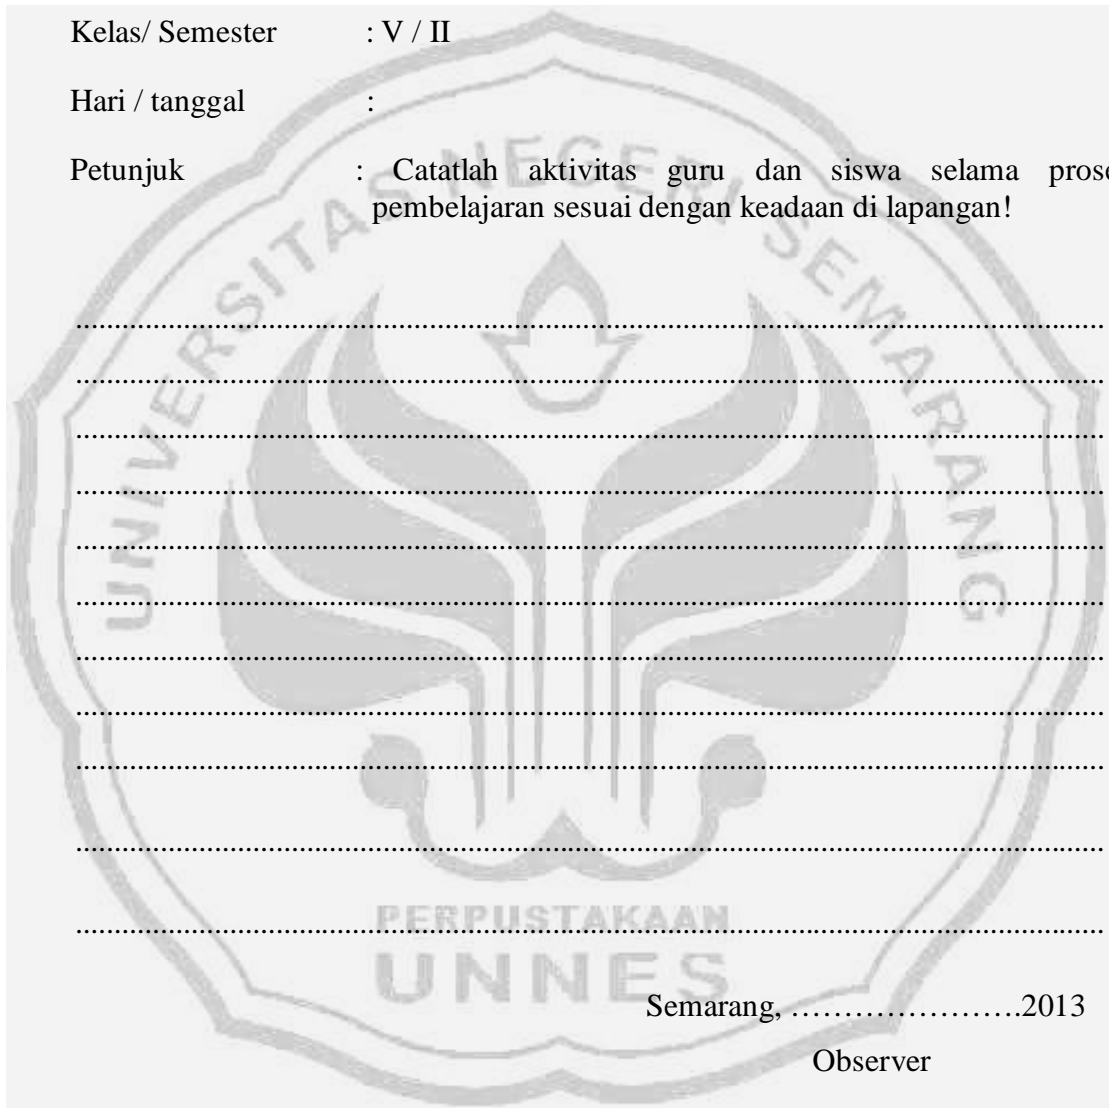 Kelas/ Semester : V / II
Hari / tanggal :
Petunjuk : Catatlah aktivitas guru dan siswa selama prose
pembelajaran sesuai dengan keadaan di lapangan!
UNIVERSITAS NEGERI SEMARANG
................................................................................
................................................................................
................................................................................
................................................................................
................................................................................
................................................................................
................................................................................
................................................................................
................................................................................
................................................................................
................................................................................
PERPUSTAKAAN
UNNES
Semarang, ………………….2013
Observer